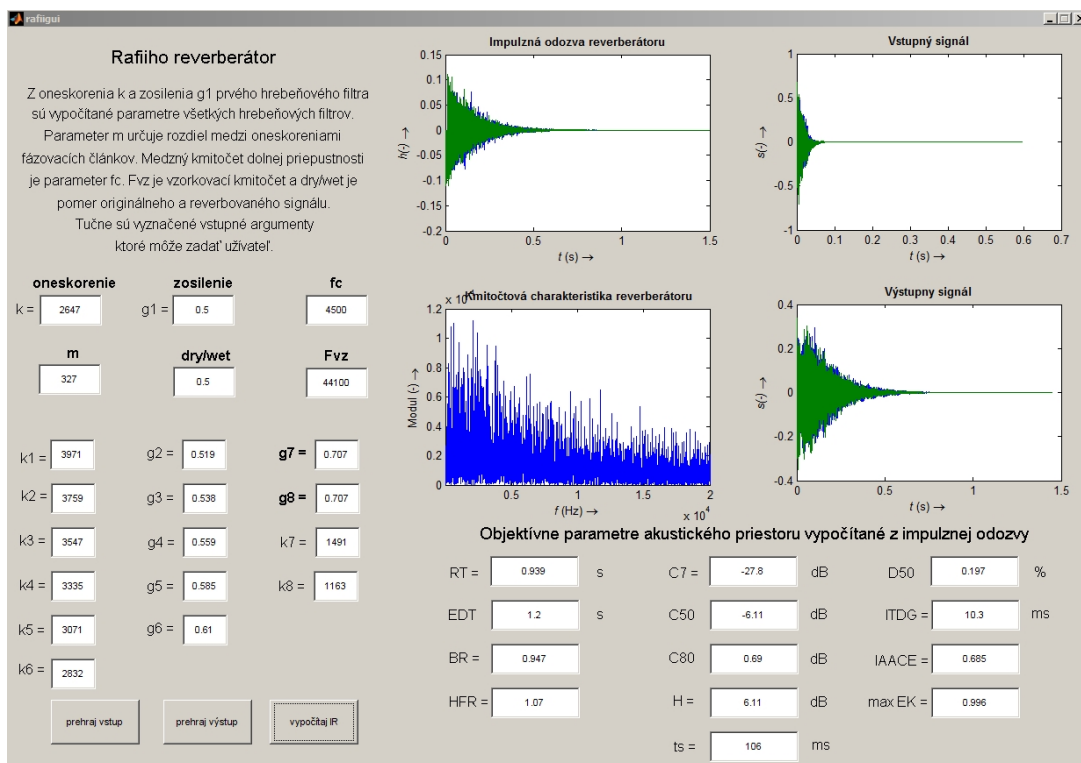 rafiigui
Rafiiho reverberátor
Z oneskorenia k a zosilenia g1 prvého hrebeňového filtra
sú vypočítané parametre všetkých hrebeňových filtrov.
Parameter m určuje rozdiel medzi oneskoreniami
fázovacích článkov. Medzný kmitočet dolnej priepustnosti
je parameter fc. Fvz je vzorkovací kmitočet a dry/wet je
pomer originálneho a reverbovaného signálu.
Tučne sú vyznačené vstupné argumenty
ktoré môže zadať užívateľ.
oneskorenie zosilenie fc
k = 2647 g1 = 0.5 4500
m dry/wet Fvz
327 0.5 44100
k1 = 3971 g2 = 0.519 g7 = 0.707
k2 = 3759 g3 = 0.538 g8 = 0.707
k3 = 3547 g4 = 0.559 k7 = 1491
k4 = 3335 g5 = 0.585 k8 = 1163
k5 = 3071 g6 = 0.61
k6 = 2832
prehraj vstup prehraj výstup vypočítaj IR
Impulzná odozva reverberátoru
0.15
0.1
0.05
0
-0.05
-0.1
-0.15
-0.2
h(-) →
0 0.5 1 1.5
t (s) →
Vstupný signál
1
0.5
0
-0.5
-1
s(-) →
0 0.1 0.2 0.3 0.4 0.5 0.6 0.7
t (s) →
Kmitočtová charakteristika reverberátoru
x 10
1.2
1
0.8
0.6
0.4
0.2
0
Modul (-) →
0.5 1 1.5 2
f (Hz) →
x 10⁴
Výstupny signál
0.4
0.2
0
-0.2
-0.4
s(-) →
0 0.5 1 1.5
t (s) →
Objektívne parametre akustického priestoru vypočítané z impulznej odozvy
RT = 0.939 s C7 = -27.8 dB D50 0.197 %
EDT 1.2 s C50 -6.11 dB ITDG = 10.3 ms
BR = 0.947 C80 0.69 dB IAACE = 0.685
HFR = 1.07 H = 6.11 dB max EK = 0.996
ts = 106 ms